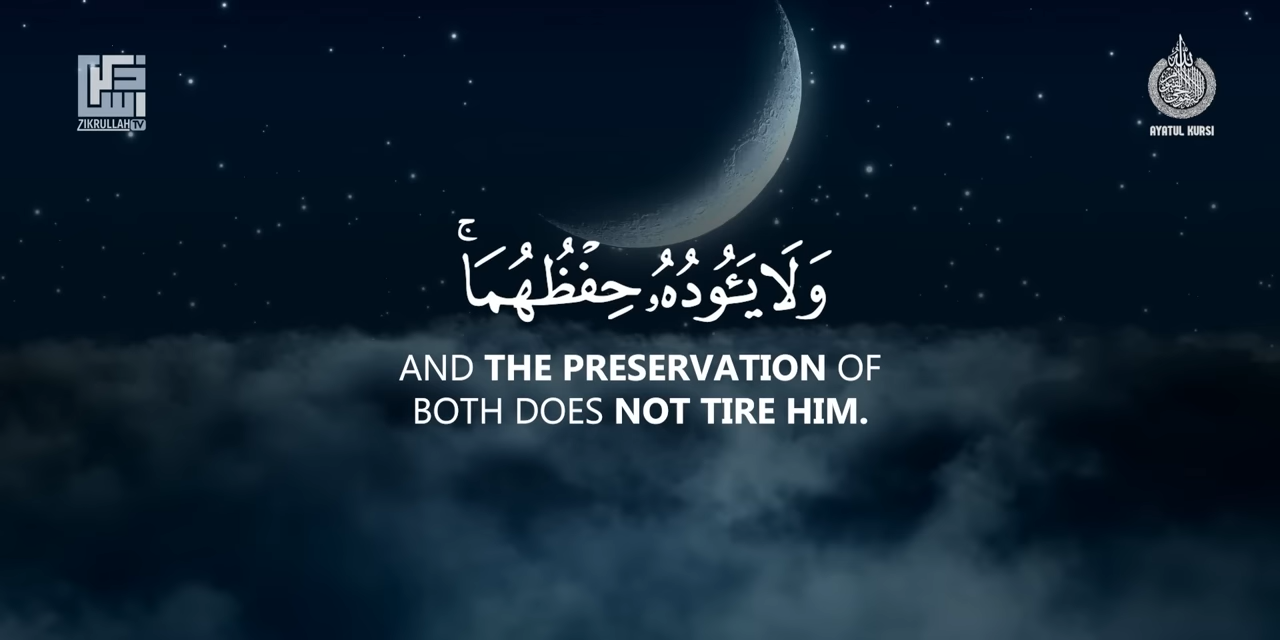 ZIKRULLAH TV
AYATUL KURSI
وَلَا يَـُٔودُهُۥ حِفْظُهُمَا ۚ
AND THE PRESERVATION OF
BOTH DOES NOT TIRE HIM.